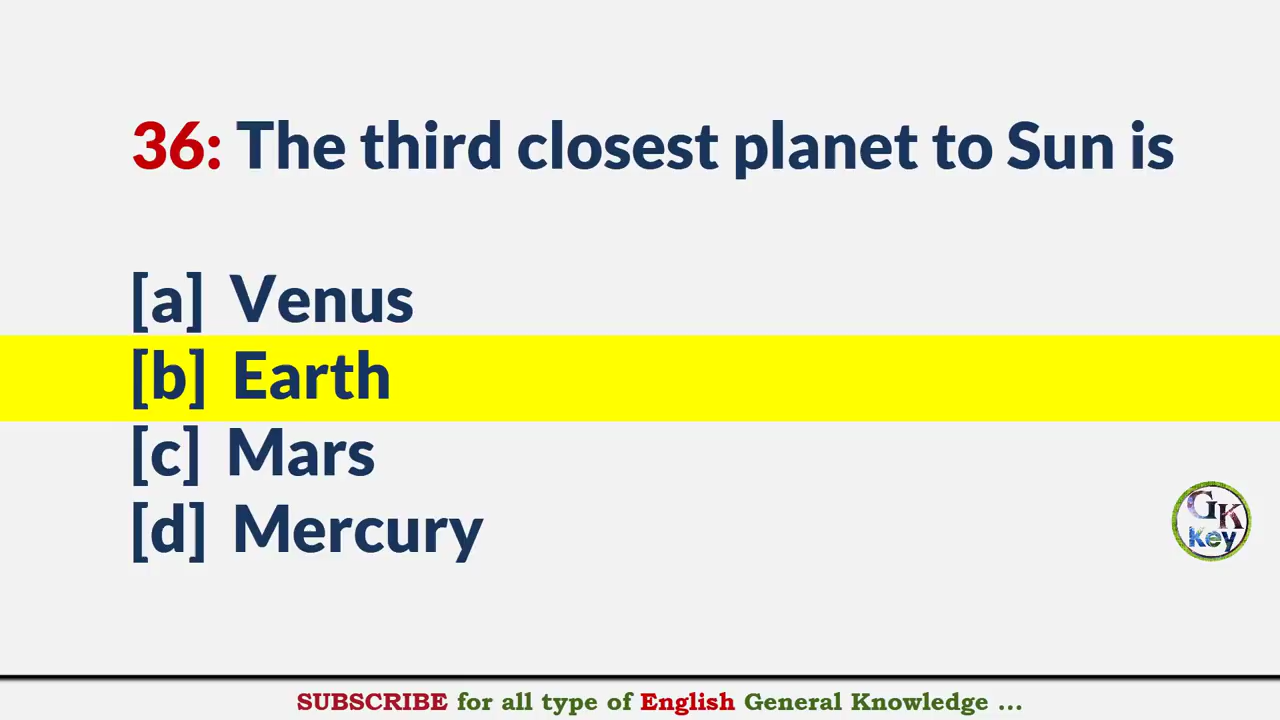 36: The third closest planet to Sun is
[a] Venus
[b] Earth
[c] Mars
[d] Mercury
GK
Key
SUBSCRIBE for all type of English General Knowledge ...